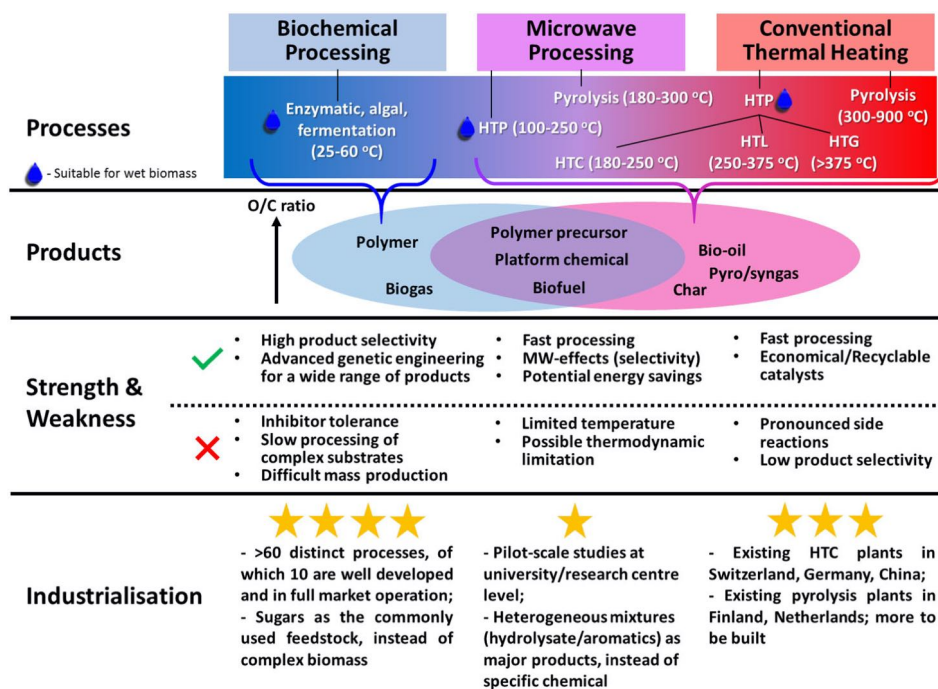 Biochemical
Processing
Microwave
Processing
Conventional
Thermal Heating
Processes
- Suitable for wet biomass
Enzymatic, algal,
fermentation
(25-60 ºC)
HTP (100-250 ºC)
Pyrolysis (180-300 ºC)
HTP
Pyrolysis
(300-900 ºC)
HTC (180-250 ºC)
HTL
(250-375 ºC)
HTG
(>375 ºC)
Products
O/C ratio
Polymer
Biogas
Polymer precursor
Platform chemical
Biofuel
Bio-oil
Pyro/syngas
Char
Strength &
Weakness
• High product selectivity
• Advanced genetic engineering
for a wide range of products
• Fast processing
• MW-effects (selectivity)
• Potential energy savings
• Fast processing
• Economical/Recyclable
catalysts
• Inhibitor tolerance
• Slow processing of
complex substrates
• Difficult mass production
• Limited temperature
• Possible thermodynamic
limitation
• Pronounced side
reactions
• Low product selectivity
Industrialisation
- >60 distinct processes, of
which 10 are well developed
and in full market operation;
- Sugars as the commonly
used feedstock, instead of
complex biomass
- Pilot-scale studies at
university/research centre
level;
- Heterogeneous mixtures
(hydrolysate/aromatics) as
major products, instead of
specific chemical
- Existing HTC plants in
Switzerland, Germany, China;
- Existing pyrolysis plants in
Finland, Netherlands; more to
be built